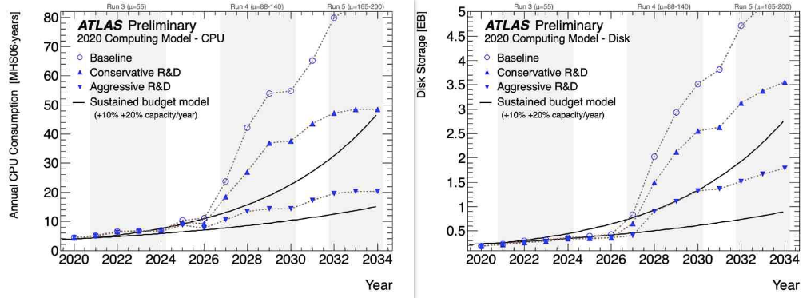 Run 3 (μ=55)
Run 4 (μ=88-140)
Run 5 (μ=165-200)
ATLAS Preliminary
2020 Computing Model - CPU
Baseline
Conservative R&D
Aggressive R&D
Sustained budget model
(+10% +20% capacity/year)
Annual CPU Consumption [MHS06-years]
80
70
60
50
40
30
20
10
0
2020 2022 2024 2026 2028 2030 2032 2034
Year
Run 3 (μ=55)
Run 4 (μ=88-140)
Run 5 (μ=165-200)
ATLAS Preliminary
2020 Computing Model - Disk
Baseline
Conservative R&D
Aggressive R&D
Sustained budget model
(+10% +20% capacity/year)
Disk Storage [EB]
5
4.5
4
3.5
3
2.5
2
1.5
1
0.5
2020 2022 2024 2026 2028 2030 2032 2034
Year